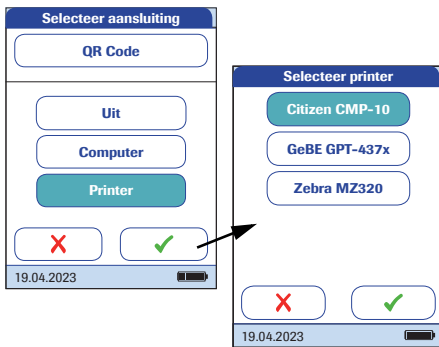 Selecteer aansluiting
QR Code
Uit
Computer
Printer
19.04.2023
Selecteer printer
Citizen CMP-10
GeBE GPT-437x
Zebra MZ320
19.04.2023